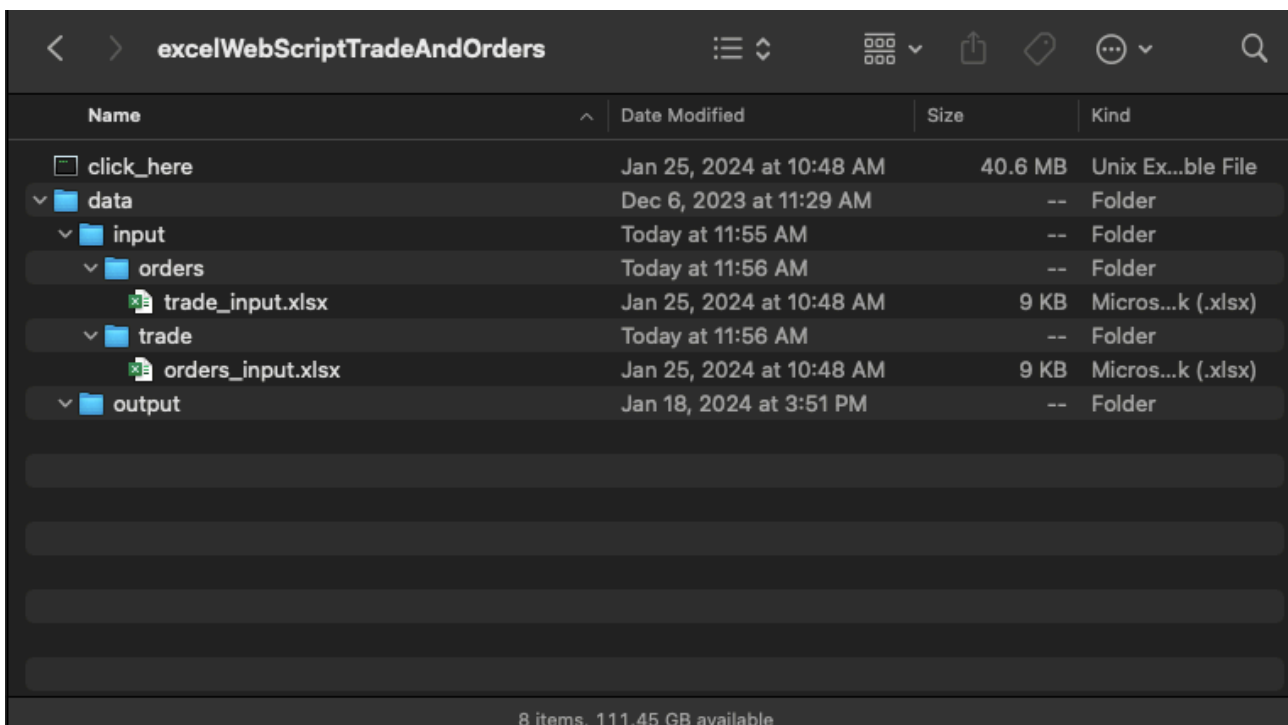 excelWebScriptTradeAndOrders
Name Date Modified Size Kind
click_here Jan 25, 2024 at 10:48 AM 40.6 MB Unix Ex...ble File
data Dec 6, 2023 at 11:29 AM -- Folder
input Today at 11:55 AM -- Folder
orders Today at 11:56 AM -- Folder
trade_input.xlsx Jan 25, 2024 at 10:48 AM 9 KB Micros...k (.xlsx)
trade Today at 11:56 AM -- Folder
orders_input.xlsx Jan 25, 2024 at 10:48 AM 9 KB Micros...k (.xlsx)
output Jan 18, 2024 at 3:51 PM -- Folder
8 items, 111.45 GB available